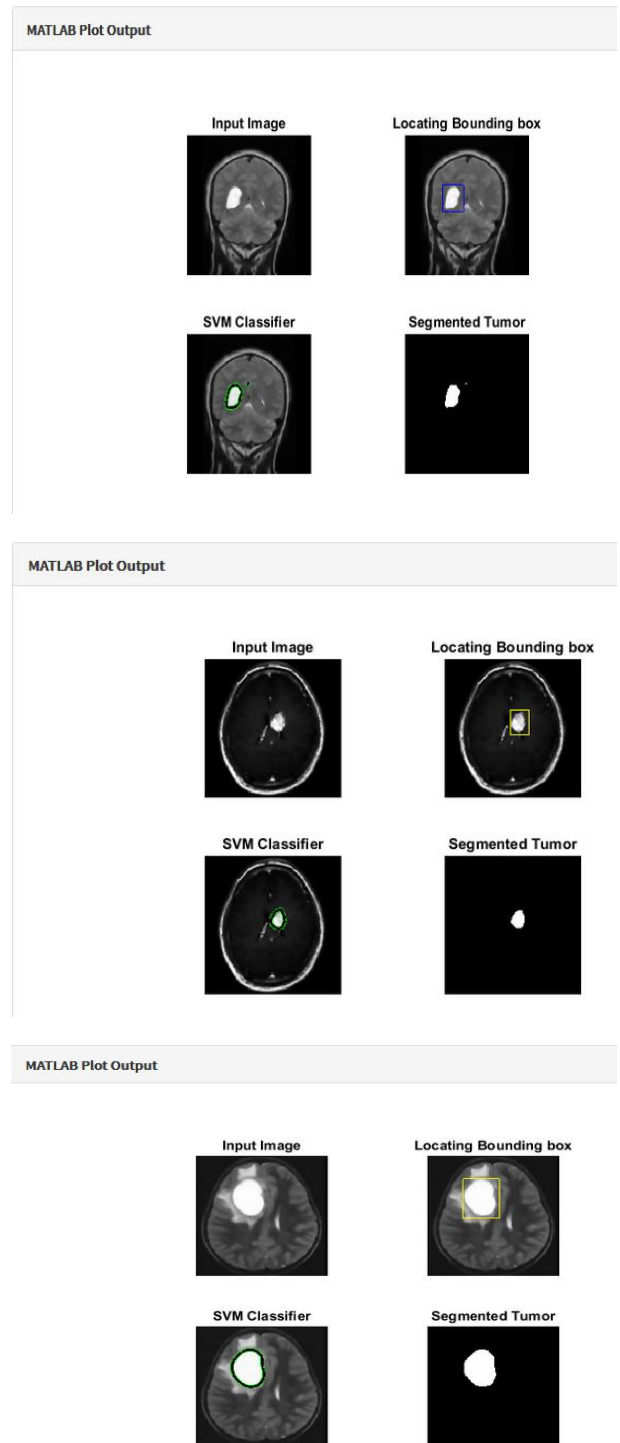 MATLAB Plot Output
Input Image Locating Bounding box
SVM Classifier Segmented Tumor
MATLAB Plot Output
Input Image Locating Bounding box
SVM Classifier Segmented Tumor
MATLAB Plot Output
Input Image Locating Bounding box
SVM Classifier Segmented Tumor